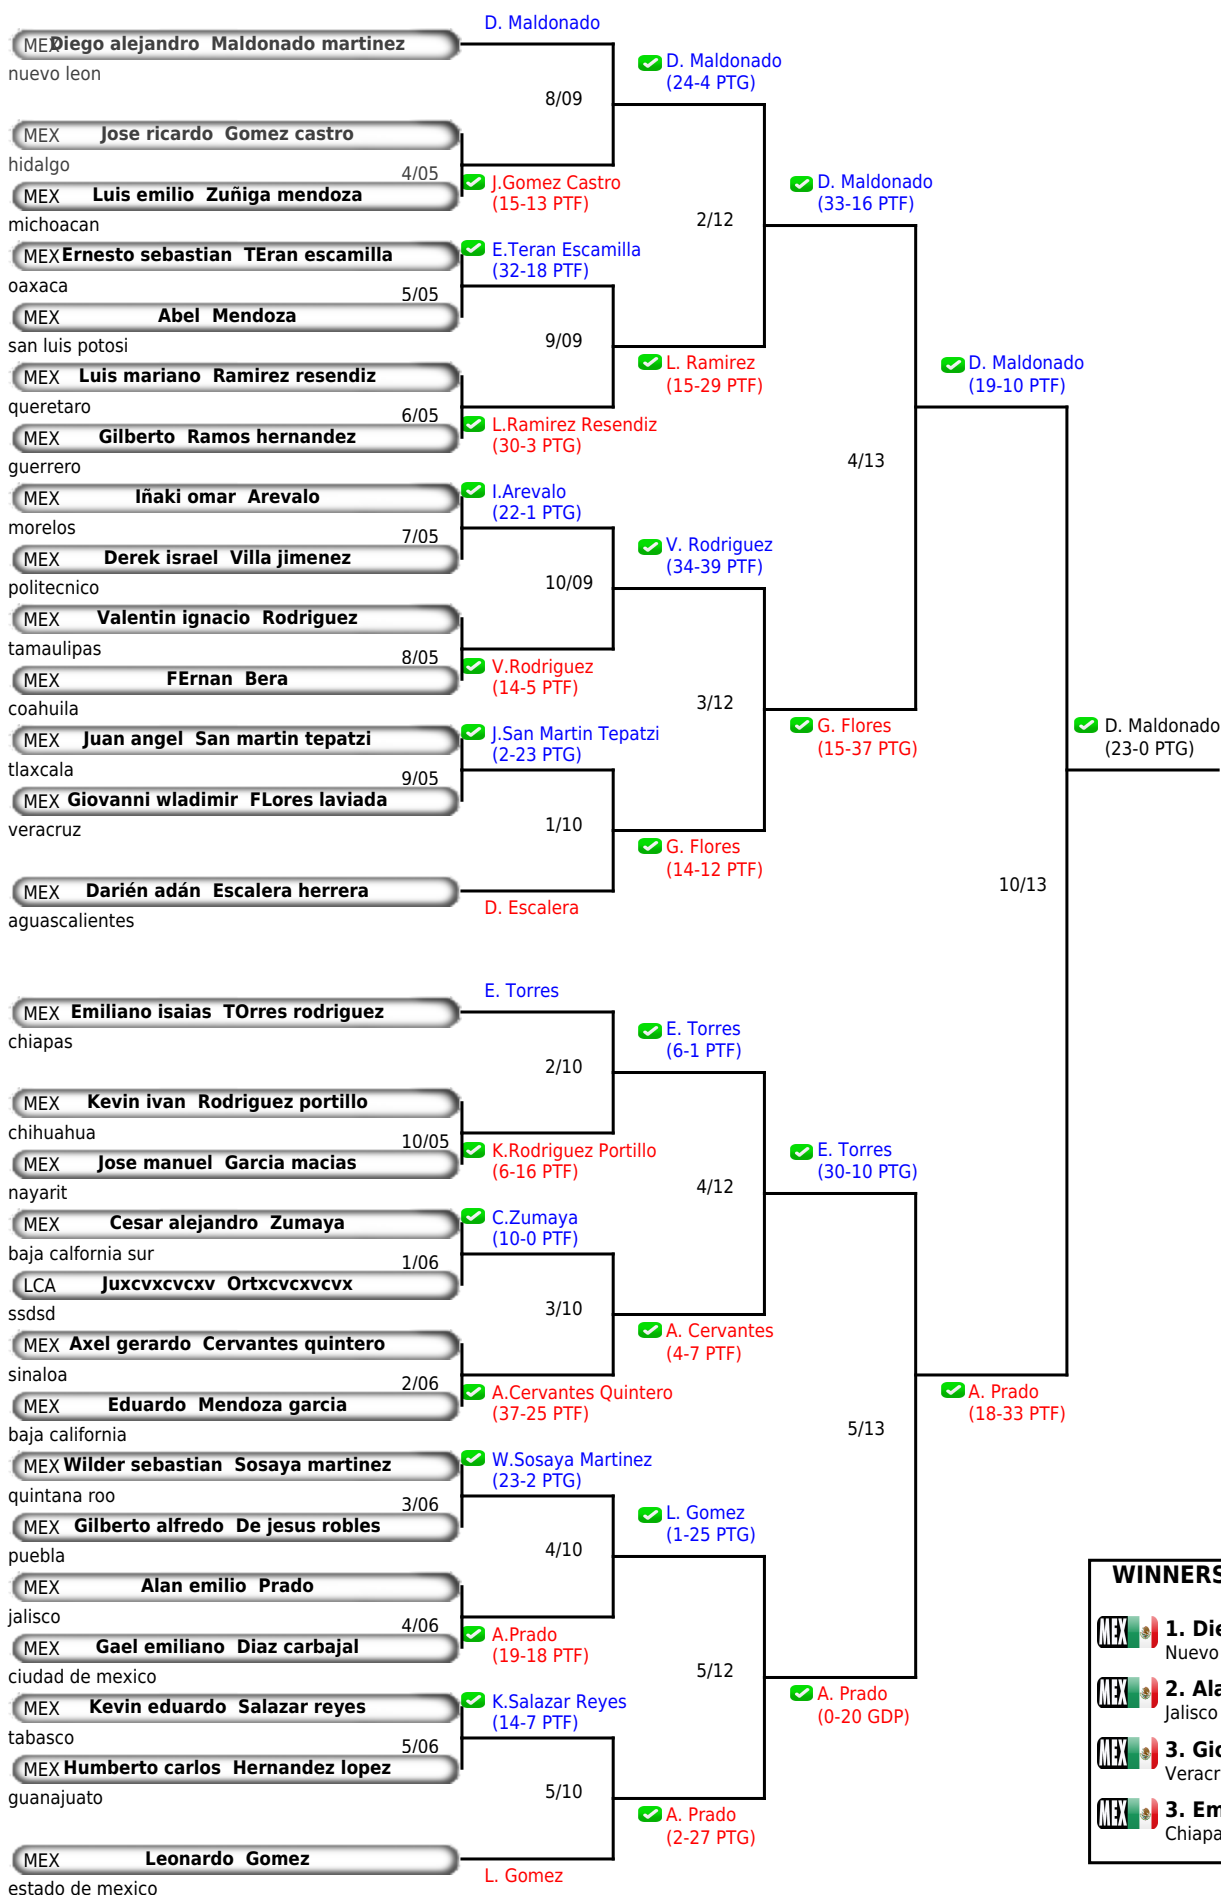 D. Maldonado
MEX Diego alejandro Maldonado martinez
nuevo leon
D. Maldonado
(24-4 PTG)
8/09
MEX Jose ricardo Gomez castro
hidalgo
4/05
J.Gomez Castro
(15-13 PTF)
D. Maldonado
(33-16 PTF)
MEX Luis emilio Zuñiga mendoza
michoacan
2/12
MEX Ernesto sebastian TEran escamilla
oaxaca
E.Teran Escamilla
(32-18 PTF)
5/05
MEX Abel Mendoza
san luis potosi
9/09
L. Ramirez
(15-29 PTF)
D. Maldonado
(19-10 PTF)
MEX Luis mariano Ramirez resendiz
queretaro
6/05
L.Ramirez Resendiz
(30-3 PTG)
MEX Gilberto Ramos hernandez
guerrero
4/13
MEX Iñaki omar Arevalo
morelos
I.Arevalo
(22-1 PTG)
7/05
V. Rodriguez
(34-39 PTF)
MEX Derek israel Villa jimenez
politecnico
10/09
MEX Valentin ignacio Rodriguez
tamaulipas
8/05
V.Rodriguez
(14-5 PTF)
MEX FErnan Bera
coahuila
3/12
G. Flores
(15-37 PTG)
D. Maldonado
(23-0 PTG)
MEX Juan angel San martin tepatzi
tlaxcala
J.San Martin Tepatzi
(2-23 PTG)
9/05
MEX Giovanni wladimir FLores laviada
veracruz
1/10
G. Flores
(14-12 PTF)
MEX Darién adán Escalera herrera
aguascalientes
D. Escalera
10/13
E. Torres
MEX Emiliano isaias TOrres rodriguez
chiapas
E. Torres
(6-1 PTF)
2/10
MEX Kevin ivan Rodriguez portillo
chihuahua
10/05
K.Rodriguez Portillo
(6-16 PTF)
E. Torres
(30-10 PTG)
MEX Jose manuel Garcia macias
nayarit
4/12
MEX Cesar alejandro Zumaya
baja calfornia sur
C.Zumaya
(10-0 PTF)
1/06
LCA Juxcvxcvcxv Ortxcvcxvcvx
ssdsd
3/10
A. Cervantes
(4-7 PTF)
MEX Axel gerardo Cervantes quintero
sinaloa
2/06
A.Cervantes Quintero
(37-25 PTF)
A. Prado
(18-33 PTF)
MEX Eduardo Mendoza garcia
baja california
5/13
MEX Wilder sebastian Sosaya martinez
quintana roo
W.Sosaya Martinez
(23-2 PTG)
3/06
L. Gomez
(1-25 PTG)
MEX Gilberto alfredo De jesus robles
puebla
4/10
MEX Alan emilio Prado
jalisco
4/06
A.Prado
(19-18 PTF)
MEX Gael emiliano Diaz carbajal
ciudad de mexico
5/12
A. Prado
(0-20 GDP)
MEX Kevin eduardo Salazar reyes
tabasco
K.Salazar Reyes
(14-7 PTF)
5/06
MEX Humberto carlos Hernandez lopez
guanajuato
5/10
A. Prado
(2-27 PTG)
MEX Leonardo Gomez
estado de mexico
L. Gomez
WINNERS
MEX 1. Die
Nuevo
MEX 2. Ala
Jalisco
MEX 3. Gio
Veracr
MEX 3. Em
Chiapa